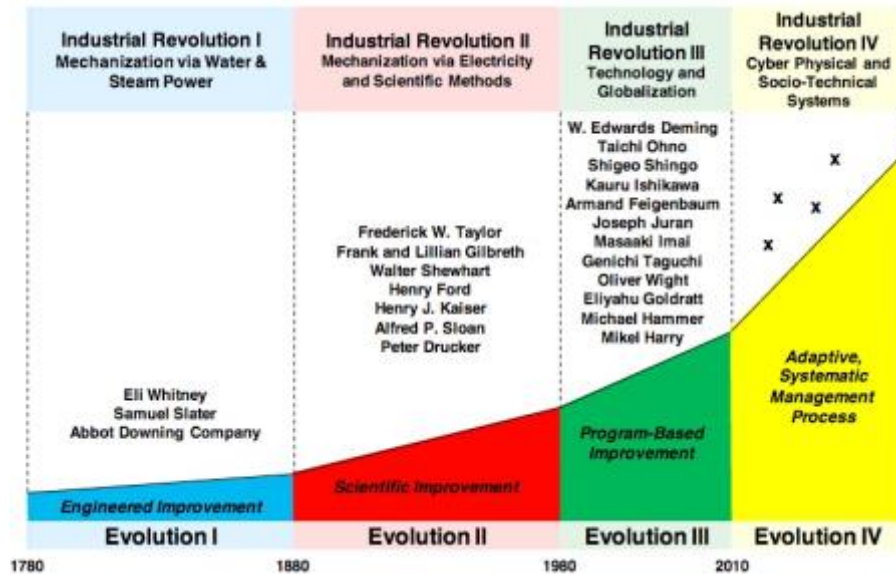 Industrial Revolution I
Mechanization via Water &
Steam Power
Industrial Revolution II
Mechanization via Electricity
and Scientific Methods
Industrial
Revolution III
Technology and
Globalization
Industrial
Revolution IV
Cyber Physical and
Socio-Technical
Systems
Eli Whitney
Samuel Slater
Abbot Downing Company
Frederick W. Taylor
Frank and Lillian Gilbreth
Walter Shewhart
Henry Ford
Henry J. Kaiser
Alfred P. Sloan
Peter Drucker
W. Edwards Deming
Taichi Ohno
Shigeo Shingo
Kauru Ishikawa
Armand Feigenbaum
Joseph Juran
Masaaki Imai
Genichi Taguchi
Oliver Wight
Eliyahu Goldratt
Michael Hammer
Mikel Harry
x
x
x
x
Engineered Improvement
Scientific Improvement
Program-Based
Improvement
Adaptive,
Systematic
Management
Process
Evolution I
Evolution II
Evolution III
Evolution IV
1780
1880
1980
2010